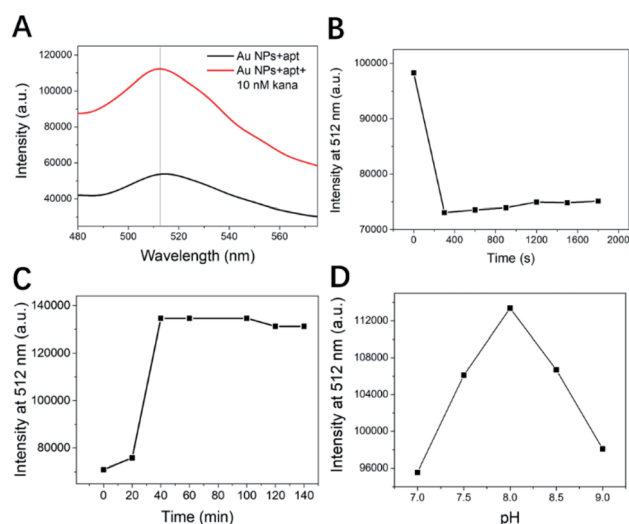 A
Intensity (a.u.)
120000
100000
80000
60000
40000
480
500
520
540
560
Wavelength (nm)
Au NPs+apt
Au NPs+apt+
10 nM kana
B
Intensity at 512 nm (a.u.)
100000
90000
80000
70000
0
400
800
1200
1600
2000
Time (s)
C
Intensity at 512 nm (a.u.)
140000
120000
100000
80000
0
20
40
60
80
100
120
140
Time (min)
D
Intensity at 512 nm (a.u.)
112000
108000
104000
100000
96000
7.0
7.5
8.0
8.5
9.0
pH